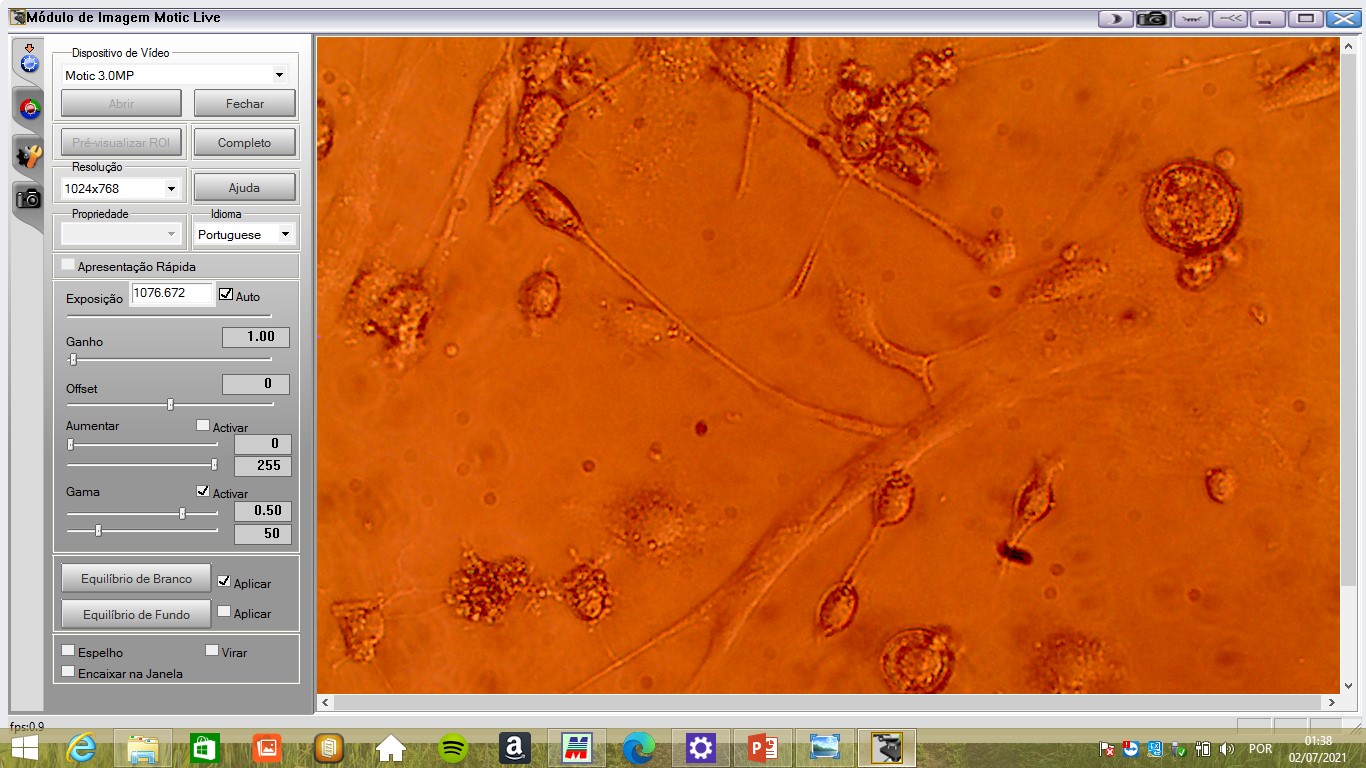 Módulo de Imagem Motic Live
Dispositivo de Vídeo
Motic 3.0MP
Abrir
Fechar
Pré-visualizar ROI
Completo
Resolução
1024x768
Ajuda
Propriedade
Idioma
Portuguese
Apresentação Rápida
Exposição
1076.672
Auto
Ganho
1.00
Offset
0
Aumentar
Activar
0
255
Gama
Activar
0.50
50
Equilíbrio de Branco
Aplicar
Equilíbrio de Fundo
Aplicar
Espelho
Virar
Encaixar na Janela
fps:0.9
POR
01:38
02/07/2021